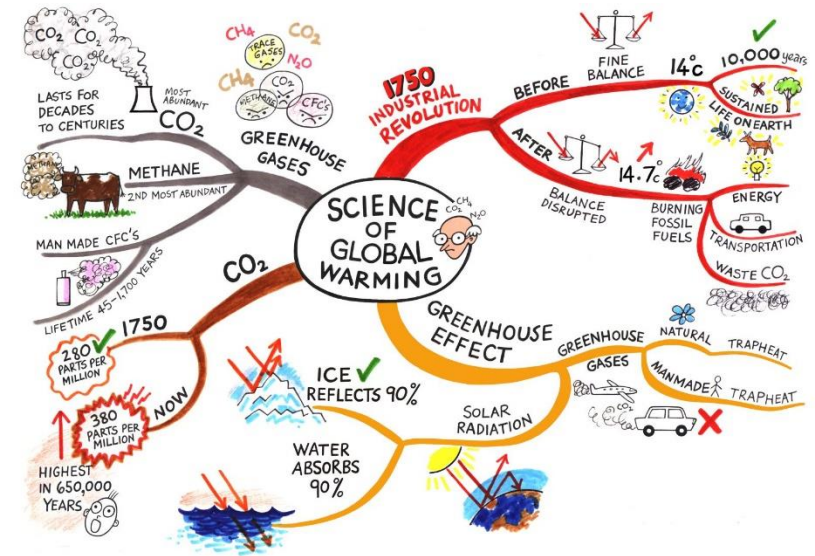 SCIENCE
OF
GLOBAL
WARMING
CH4
CO2
N2O
1750
INDUSTRIAL
REVOLUTION
BEFORE
FINE
BALANCE
14°c
10,000 years
SUSTAINED
LIFE ON EARTH
AFTER
BALANCE
DISRUPTED
14.7°c
BURNING
FOSSIL
FUELS
ENERGY
TRANSPORTATION
WASTE CO2
GREENHOUSE
EFFECT
GREENHOUSE
GASES
NATURAL
TRAPHEAT
MANMADE
TRAPHEAT
CO2
SOLAR
RADIATION
ICE
REFLECTS 90%
WATER
ABSORBS
90%
CO2
1750
280
PARTS PER
MILLION
NOW
380
PARTS PER
MILLION
HIGHEST
IN 650,000
YEARS
GREENHOUSE
GASES
CH4
CO2
TRACE
GASES
N2O
CH4
CO2
METHANE
CFC's
CO2 CO2
CO2
LASTS FOR
DECADES
TO CENTURIES
MOST
ABUNDANT
CO2
METHANE
METHANE
2ND MOST ABUNDANT
MAN MADE CFC'S
LIFETIME 45-1,700 YEARS